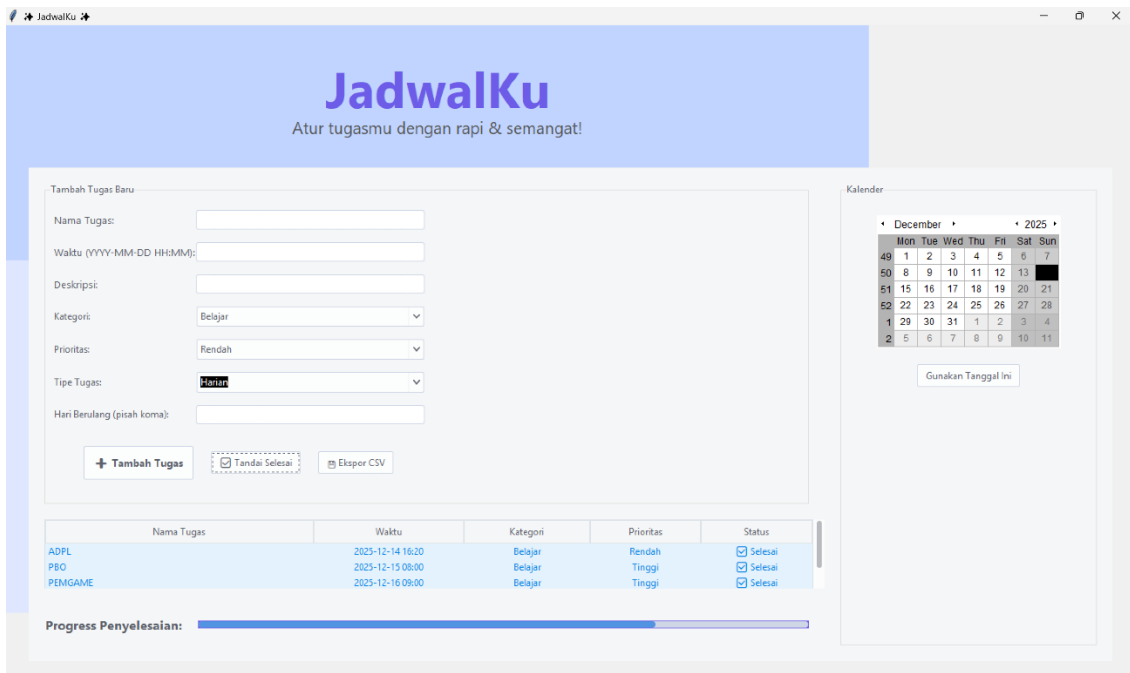 ✨ JadwalKu ✨
JadwalKu
Atur tugasmu dengan rapi & semangat!
Tambah Tugas Baru
Nama Tugas:
Waktu (YYYY-MM-DD HH:MM):
Deskripsi:
Kategori: Belajar
Prioritas: Rendah
Tipe Tugas: Harian
Hari Berulang (pisah koma):
➕ Tambah Tugas ☑ Tandai Selesai 💾 Ekspor CSV
Nama Tugas Waktu Kategori Prioritas Status
ADPL 2025-12-14 16:20 Belajar Rendah ☑ Selesai
PBO 2025-12-15 08:00 Belajar Tinggi ☑ Selesai
PEMGAME 2025-12-16 09:00 Belajar Tinggi ☑ Selesai
Progress Penyelesaian:
Kalender
December 2025
Mon Tue Wed Thu Fri Sat Sun
49 1 2 3 4 5 6 7
50 8 9 10 11 12 13
51 15 16 17 18 19 20 21
52 22 23 24 25 26 27 28
1 29 30 31 1 2 3 4
2 5 6 7 8 9 10 11
Gunakan Tanggal Ini